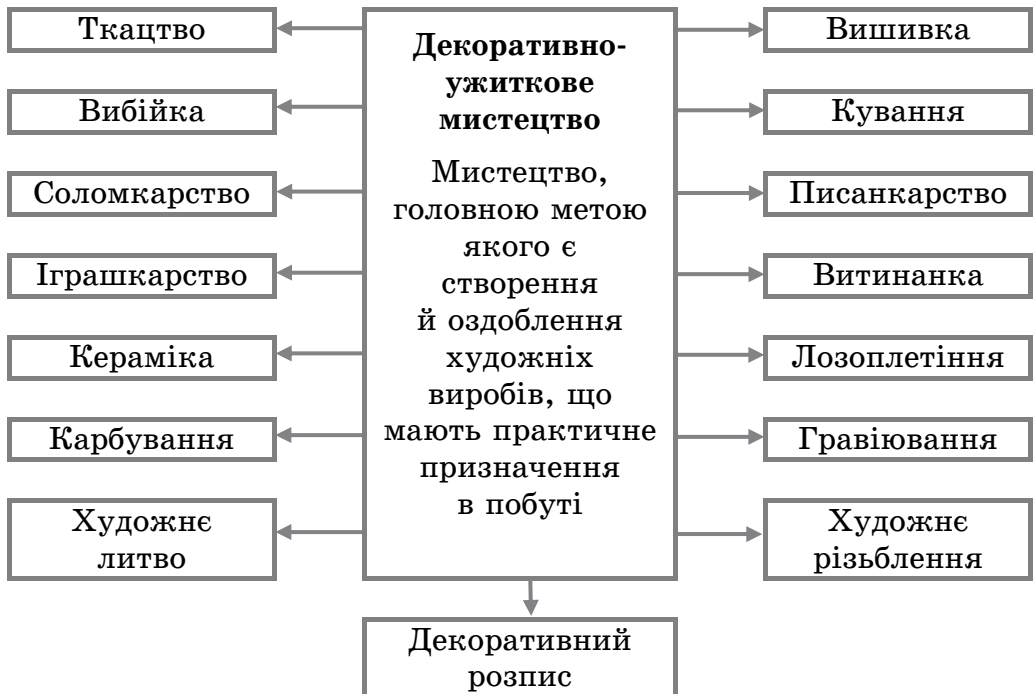 Ткацтво
Вибійка
Соломкарство
Іграшкарство
Кераміка
Карбування
Художнє
литво
Декоративно-
ужиткове
мистецтво
Мистецтво,
головною метою
якого є
створення
й оздоблення
художніх
виробів, що
мають практичне
призначення
в побуті
Вишивка
Кування
Писанкарство
Витинанка
Лозоплетіння
Гравіювання
Художнє
різьблення
Декоративний
розпис